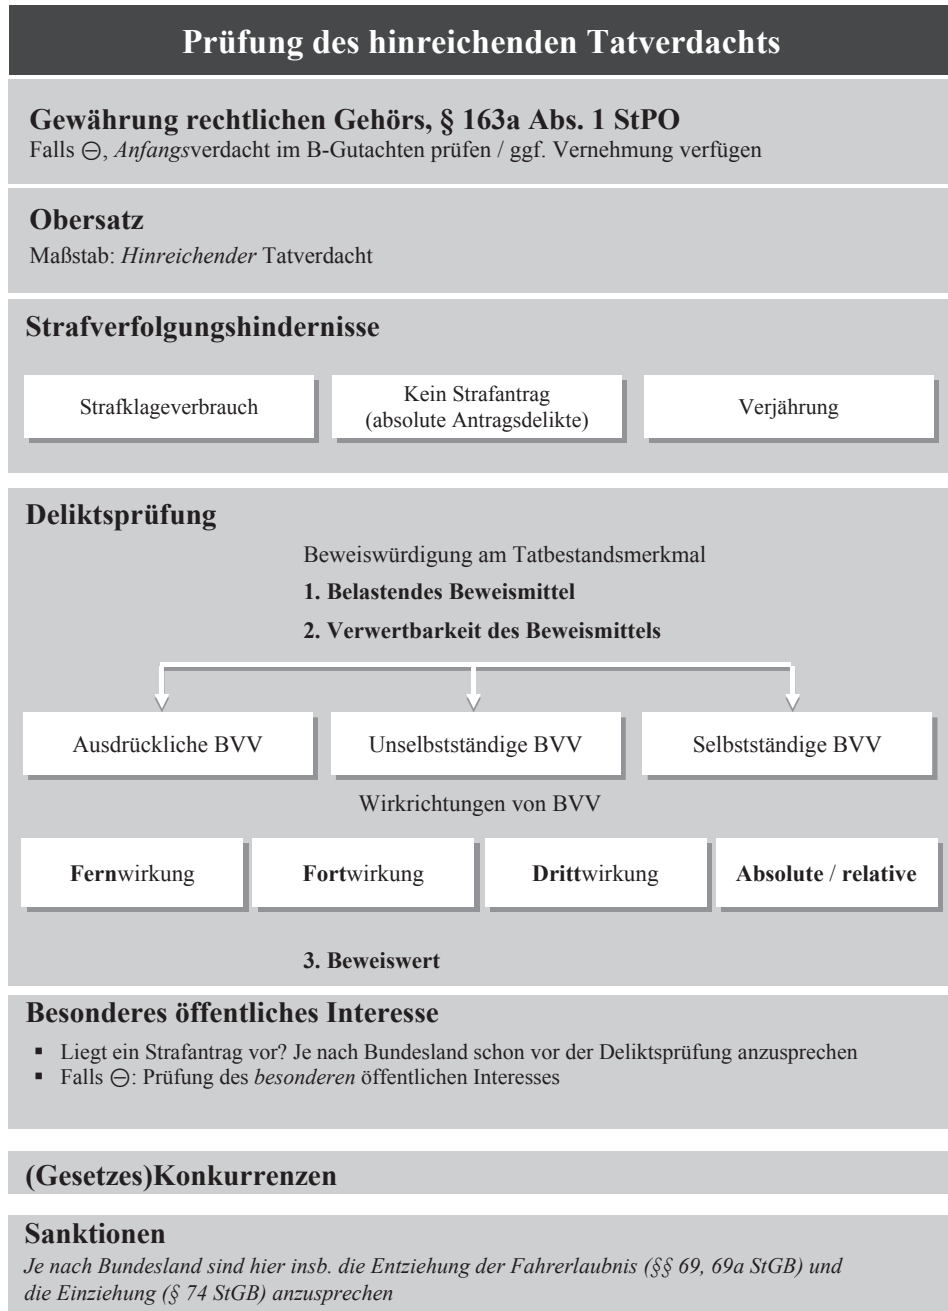 Prüfung des hinreichenden Tatverdachts
Gewährung rechtlichen Gehörs, § 163a Abs. 1 StPO
Falls ⊖, Anfangsverdacht im B-Gutachten prüfen / ggf. Vernehmung verfügen
Obersatz
Maßstab: Hinreichender Tatverdacht
Strafverfolgungshindernisse
Strafklageverbrauch
Kein Strafantrag
(absolute Antragsdelikte)
Verjährung
Deliktsprüfung
Beweiswürdigung am Tatbestandsmerkmal
1. Belastendes Beweismittel
2. Verwertbarkeit des Beweismittels
Ausdrückliche BVV
Unselbstständige BVV
Selbstständige BVV
Wirkrichtungen von BVV
Fernwirkung
Fortwirkung
Drittwirkung
Absolute / relative
3. Beweiswert
Besonderes öffentliches Interesse
▪ Liegt ein Strafantrag vor? Je nach Bundesland schon vor der Deliktsprüfung anzusprechen
▪ Falls ⊖: Prüfung des besonderen öffentlichen Interesses
(Gesetzes)Konkurrenzen
Sanktionen
Je nach Bundesland sind hier insb. die Entziehung der Fahrerlaubnis (§§ 69, 69a StGB) und
die Einziehung (§ 74 StGB) anzusprechen